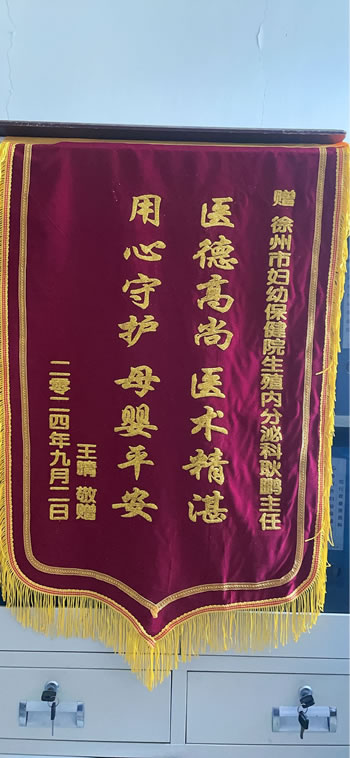 赠 徐州市妇幼保健院生殖内分泌科耿鹏主任
医德高尚 医术精湛
用心守护 母婴平安
王晴 敬赠
二零二四年九月二日